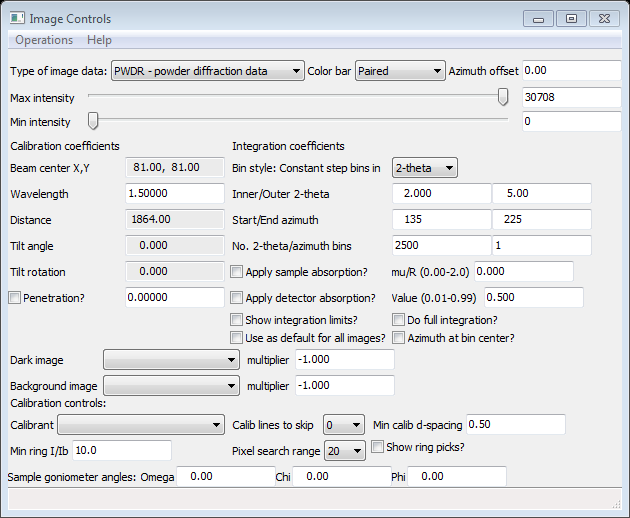 Image Controls
Operations Help
Type of image data: PWDR - powder diffraction data Color bar Paired Azimuth offset 0.00
Max intensity 30708
Min intensity 0
Calibration coefficients Integration coefficients
Beam center X,Y 81.00, 81.00 Bin style: Constant step bins in 2-theta
Wavelength 1.50000 Inner/Outer 2-theta 2.000 5.00
Distance 1864.00 Start/End azimuth 135 225
Tilt angle 0.000 No. 2-theta/azimuth bins 2500 1
Tilt rotation 0.000 Apply sample absorption? mu/R (0.00-2.0) 0.000
Penetration? 0.00000 Apply detector absorption? Value (0.01-0.99) 0.500
Show integration limits? Do full integration?
Use as default for all images? Azimuth at bin center?
Dark image multiplier -1.000
Background image multiplier -1.000
Calibration controls:
Calibrant Calib lines to skip 0 Min calib d-spacing 0.50
Min ring I/Ib 10.0 Pixel search range 20 Show ring picks?
Sample goniometer angles: Omega 0.00 Chi 0.00 Phi 0.00